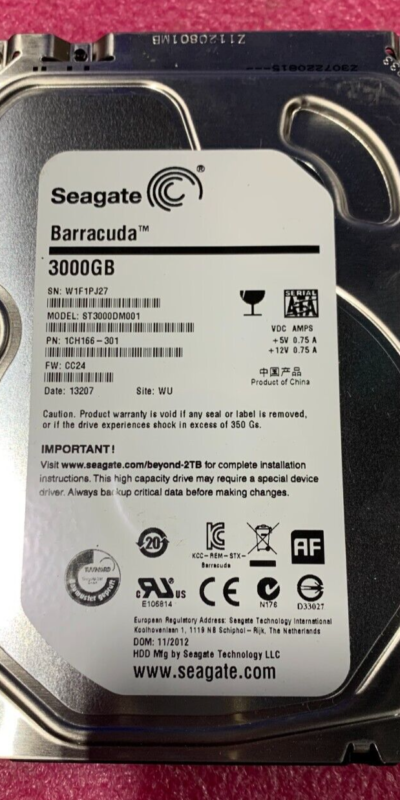 Z1120801MB
Z307220815---
Seagate®
Barracuda™
3000GB
SN: W1F1PJ27
MODEL: ST3000DM001
PN: 1CH166-301
FW: CC24
Date: 13207 Site: WU
SERIAL
ATA
VDC AMPS
+5V 0.75 A
+12V 0.75 A
中国产品
Product of China
Caution. Product warranty is void if any seal or label is removed,
or if the drive experiences shock in excess of 350 Gs.
IMPORTANT!
Visit www.seagate.com/beyond-2TB for complete installation
instructions. This high capacity drive may require a special device
driver. Always backup critical data before making changes.
20
KCC-REM-STX-
Barracuda
AF
c RU US
E106814
CE
N176
D33027
European Regulatory Address: Seagate Technology International
Koolhovenlaan 1, 1119 NB Schiphol - Rijk, The Netherlands
DOM: 11/2012
HDD Mfg by Seagate Technology LLC
www.seagate.com